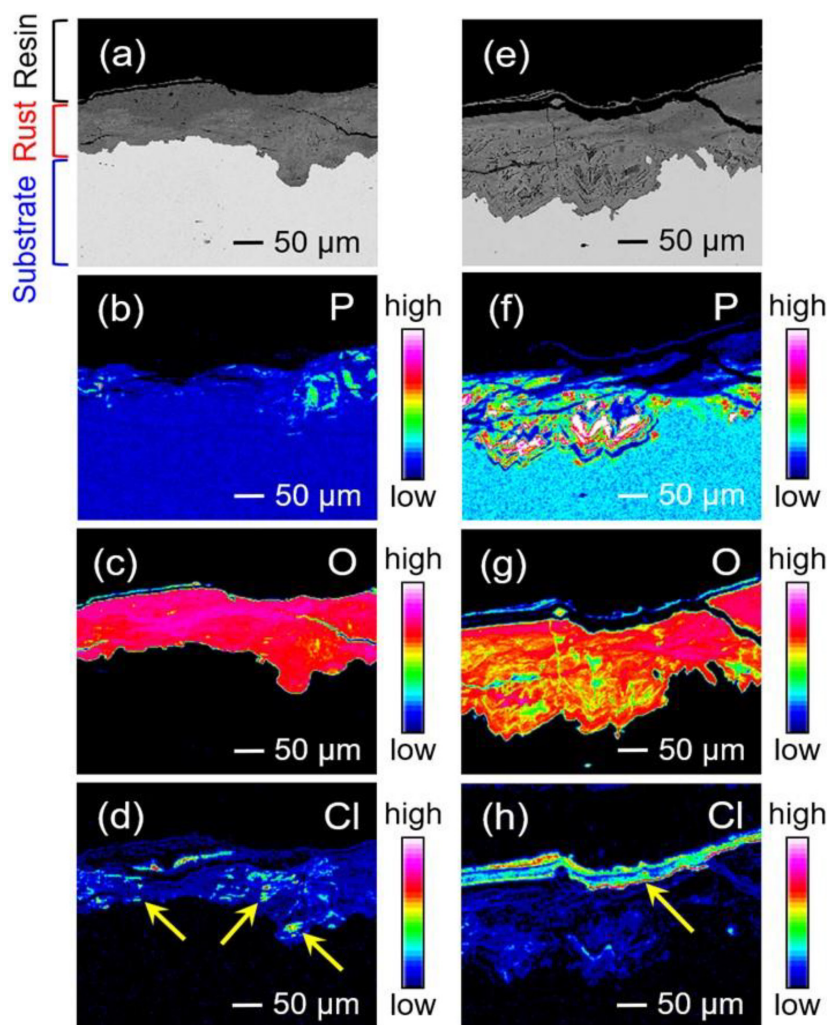 Resin
Rust
Substrate
(a)
50 µm
(e)
50 µm
(b)
P
50 µm
high
low
(f)
P
50 µm
high
low
(c)
O
50 µm
high
low
(g)
O
50 µm
high
low
(d)
Cl
50 µm
high
low
(h)
Cl
50 µm
high
low